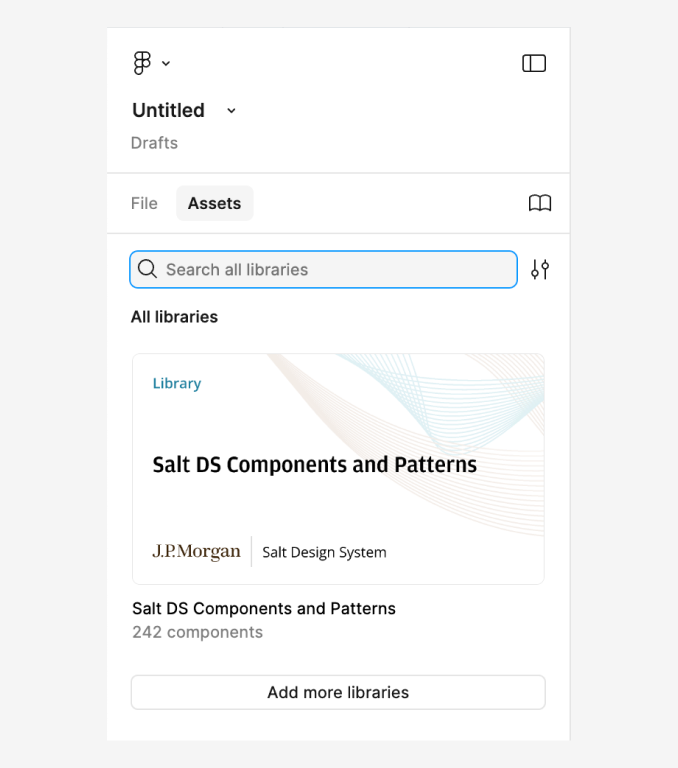 Untitled
Drafts
File Assets
Search all libraries
All libraries
Library
Salt DS Components and Patterns
J.P.Morgan Salt Design System
Salt DS Components and Patterns
242 components
Add more libraries